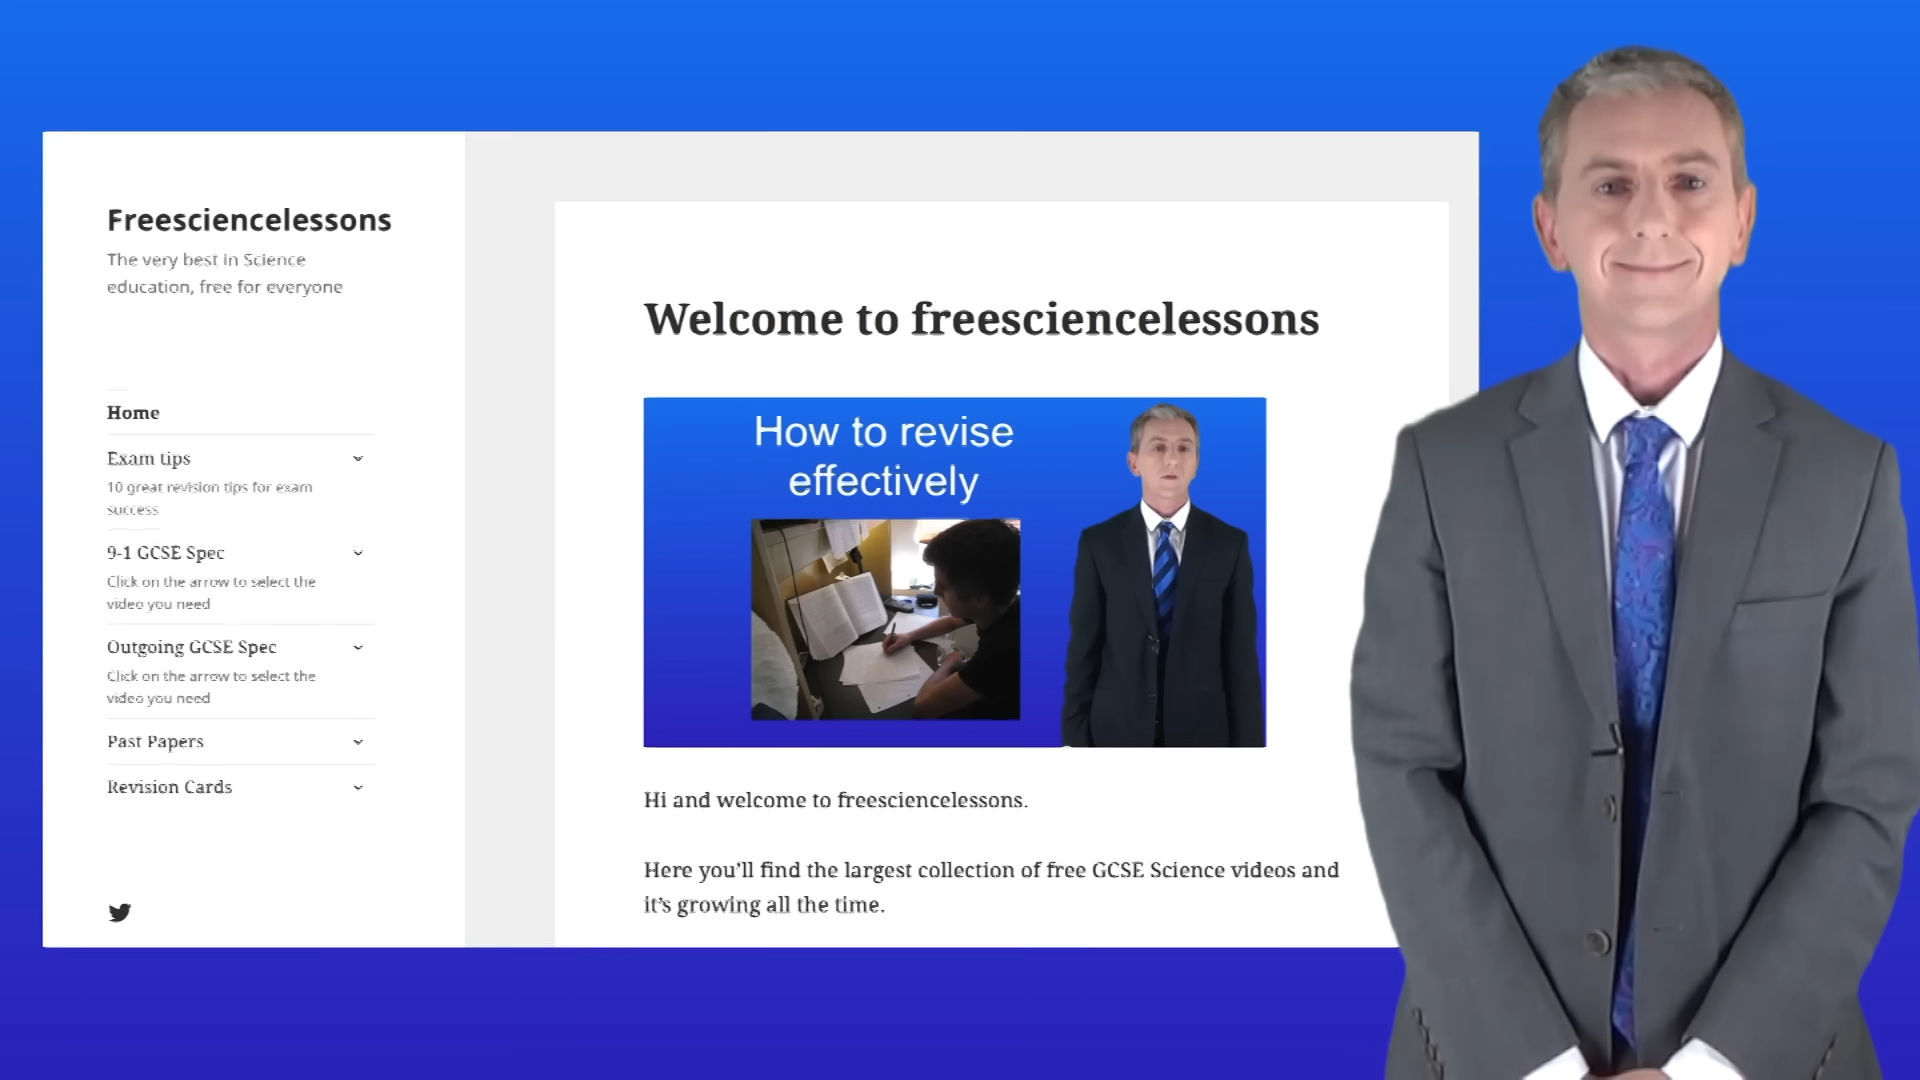 Freesciencelessons
The very best in Science
education, free for everyone
Home
Exam tips
10 great revision tips for exam
success
9-1 GCSE Spec
Click on the arrow to select the
video you need
Outgoing GCSE Spec
Click on the arrow to select the
video you need
Past Papers
Revision Cards
Welcome to freesciencelessons
How to revise
effectively
Hi and welcome to freesciencelessons.
Here you’ll find the largest collection of free GCSE Science videos and
it’s growing all the time.